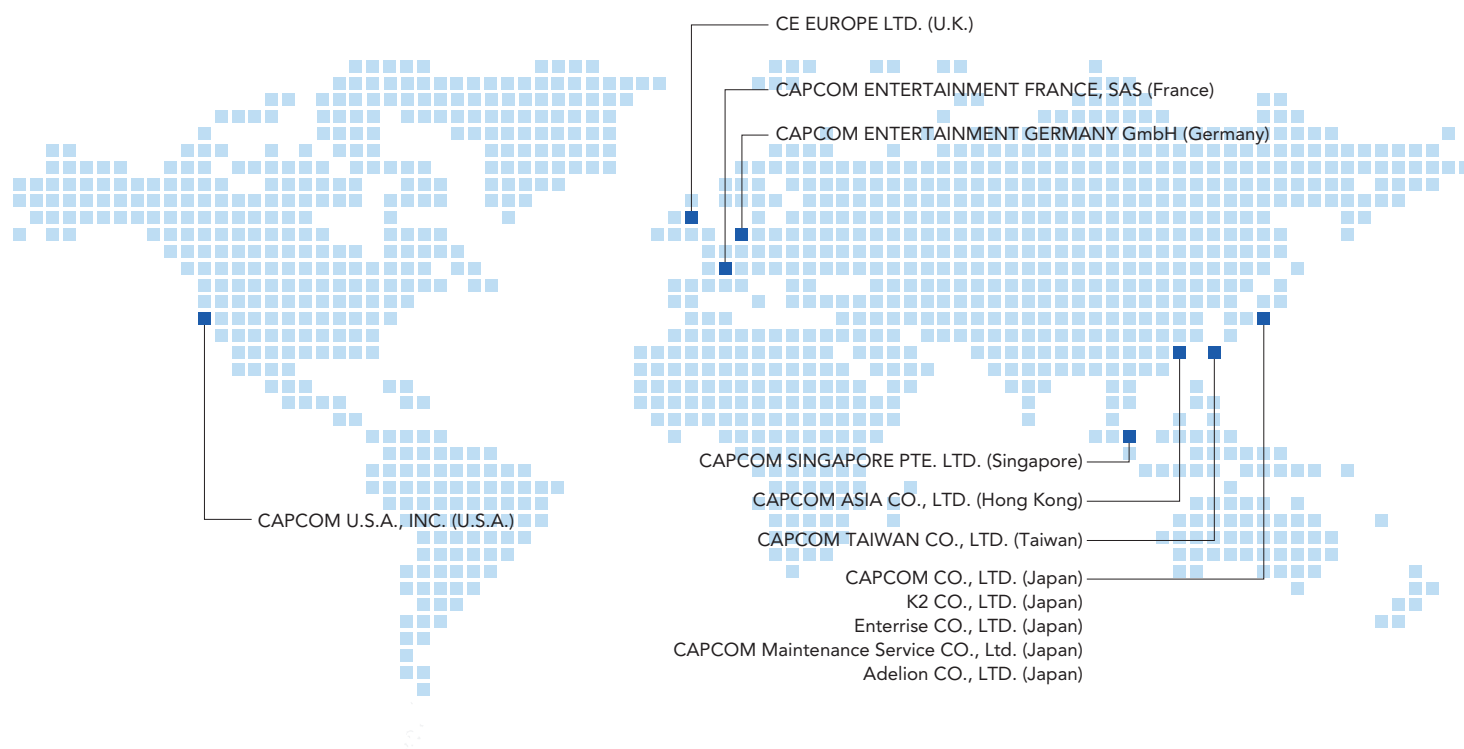 CE EUROPE LTD. (U.K.)
CAPCOM ENTERTAINMENT FRANCE, SAS (France)
CAPCOM ENTERTAINMENT GERMANY GmbH (Germany)
CAPCOM SINGAPORE PTE. LTD. (Singapore)
CAPCOM ASIA CO., LTD. (Hong Kong)
CAPCOM U.S.A., INC. (U.S.A.)
CAPCOM TAIWAN CO., LTD. (Taiwan)
CAPCOM CO., LTD. (Japan)
K2 CO., LTD. (Japan)
Enterrise CO., LTD. (Japan)
CAPCOM Maintenance Service CO., Ltd. (Japan)
Adelion CO., LTD. (Japan)